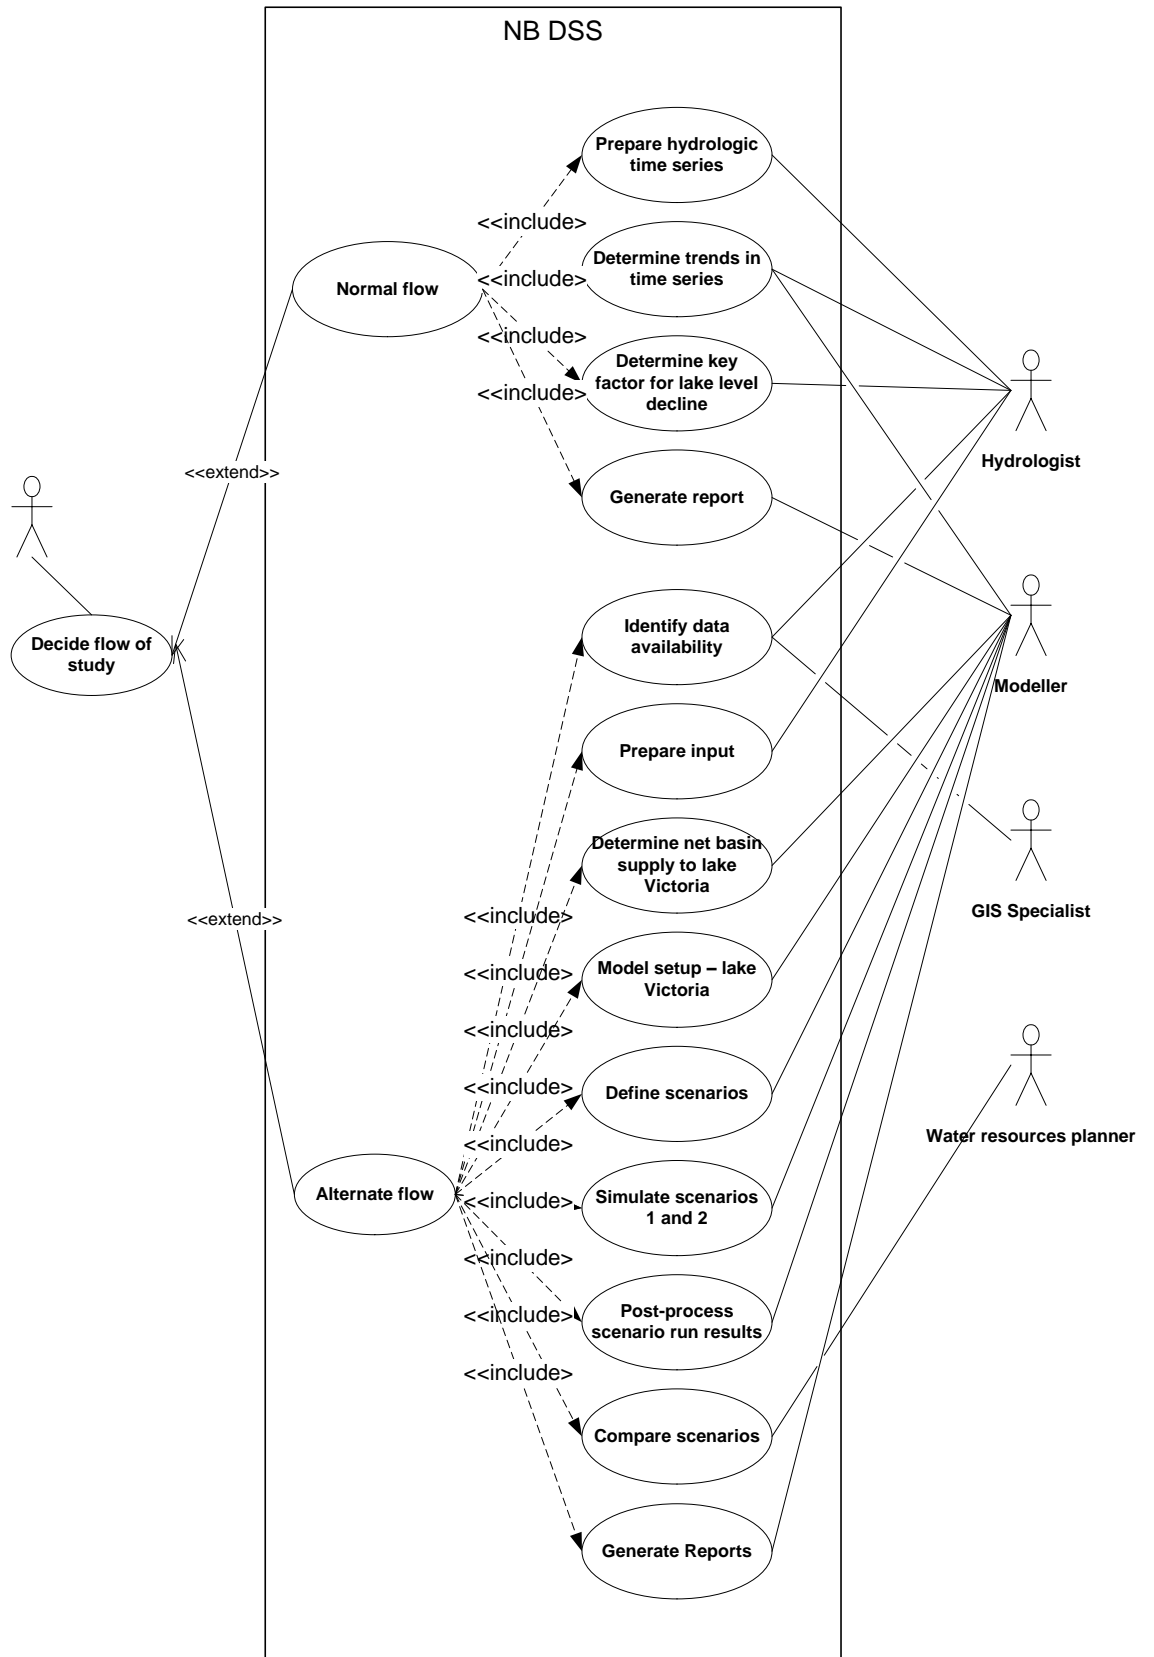 NB DSS
Prepare hydrologic
time series
<<include>
Determine trends in
time series
<<include>
Normal flow
<<include>
Determine key
factor for lake level
decline
<<include>
Hydrologist
<<extend>>
Generate report
Decide flow of
study
Identify data
availability
Modeller
Prepare input
Determine net basin
supply to lake
Victoria
<<include>
GIS Specialist
<<extend>>
<<include>
Model setup – lake
Victoria
<<include>
<<include>
Define scenarios
<<include>
Water resources planner
Alternate flow
<<include>
Simulate scenarios
1 and 2
<<include>
<<include>
Post-process
scenario run results
<<include>
Compare scenarios
Generate Reports